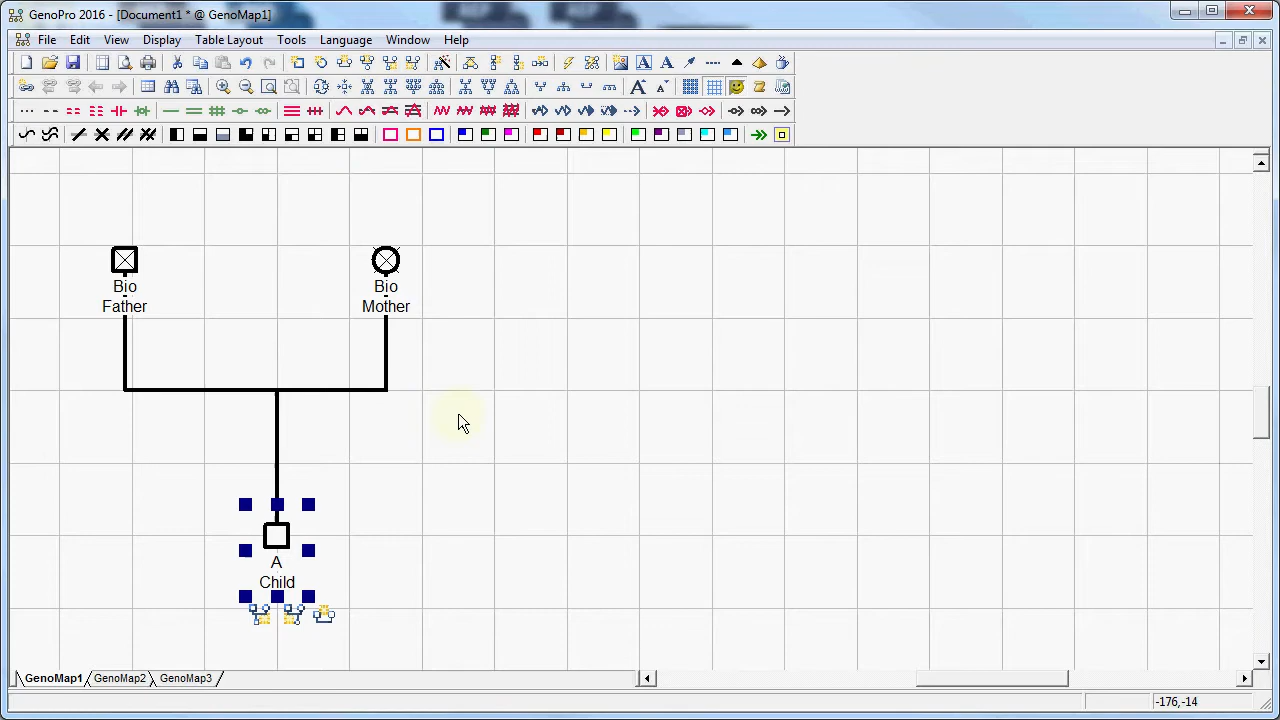 GenoPro 2016 - [Document1 * @ GenoMap1]
File Edit View Display Table Layout Tools Language Window Help
Bio
Father
Bio
Mother
A
Child
GenoMap1 GenoMap2 GenoMap3
-176,-14